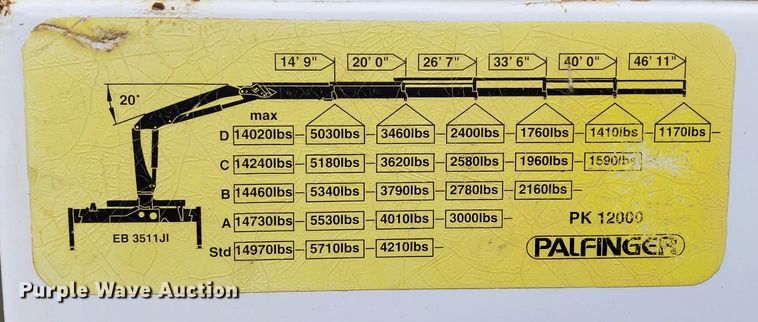 14' 9" 20' 0" 26' 7" 33' 6" 40' 0" 46' 11"
20°
max
D 14020lbs 5030lbs 3460lbs 2400lbs 1760lbs 1410lbs 1170lbs
C 14240lbs 5180lbs 3620lbs 2580lbs 1960lbs 1590lbs
B 14460lbs 5340lbs 3790lbs 2780lbs 2160lbs
A 14730lbs 5530lbs 4010lbs 3000lbs
Std 14970lbs 5710lbs 4210lbs
EB 3511JI
PK 12000
PALFINGER
Purple Wave Auction